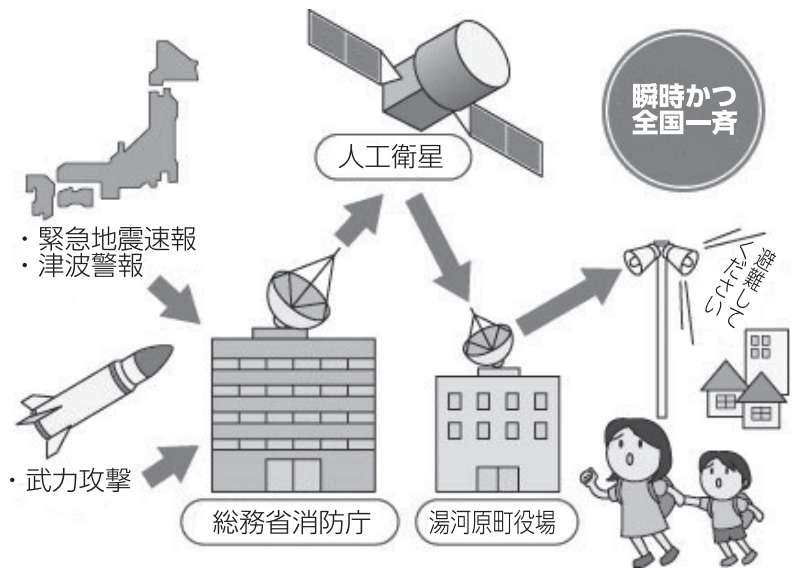 人工衛星
瞬時かつ
全国一斉
・緊急地震速報
・津波警報
避難して
ください
・武力攻撃
総務省消防庁
湯河原町役場